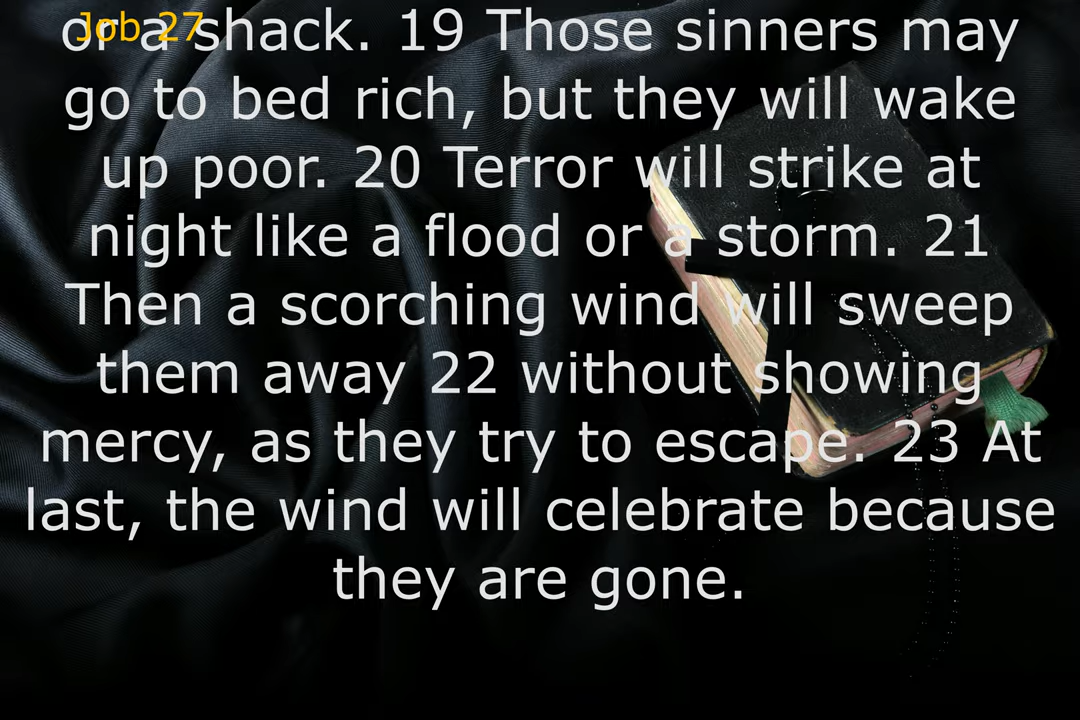 Job 27
or a shack. 19 Those sinners may
go to bed rich, but they will wake
up poor. 20 Terror will strike at
night like a flood or a storm. 21
Then a scorching wind will sweep
them away 22 without showing
mercy, as they try to escape. 23 At
last, the wind will celebrate because
they are gone.